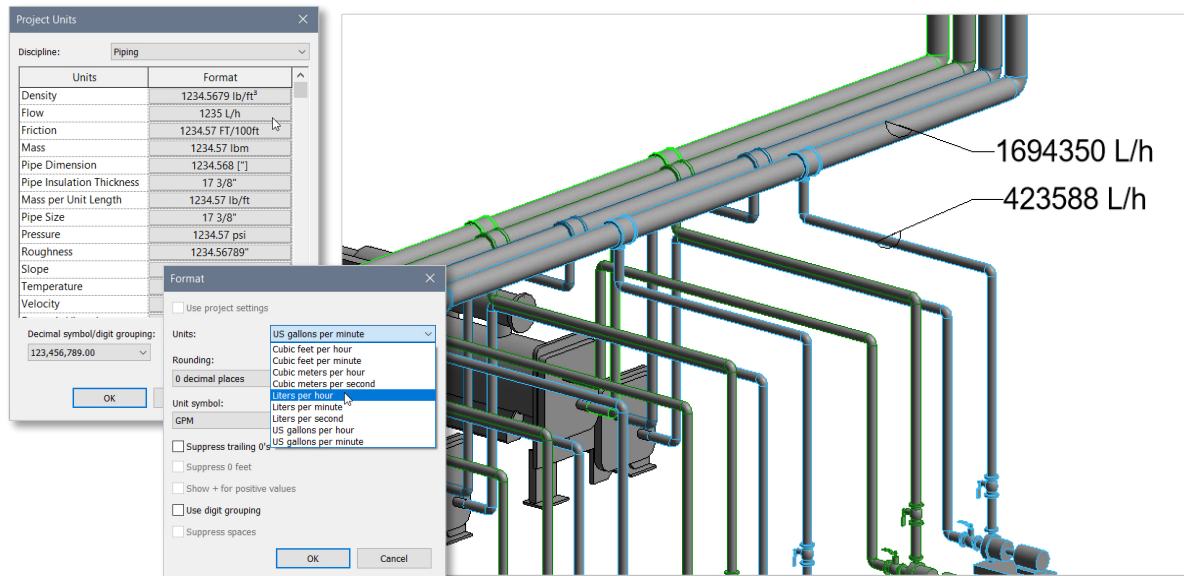 Project Units
Discipline: Piping
Units Format
Density 1234.5679 lb/ft³
Flow 1235 L/h
Friction 1234.57 FT/100ft
Mass 1234.57 lbm
Pipe Dimension 1234.568 ["]
Pipe Insulation Thickness 17 3/8"
Mass per Unit Length 1234.57 lb/ft
Pipe Size 17 3/8"
Pressure 1234.57 psi
Roughness 1234.56789"
Slope
Temperature
Velocity
Decimal symbol/digit grouping:
123,456,789.00
OK
Format
Use project settings
Units: US gallons per minute
Cubic feet per hour
Cubic feet per minute
Cubic meters per hour
Cubic meters per second
Liters per hour
Liters per minute
Liters per second
US gallons per hour
US gallons per minute
Rounding:
0 decimal places
Unit symbol:
GPM
Suppress trailing 0's
Suppress 0 feet
Show + for positive values
Use digit grouping
Suppress spaces
OK Cancel
1694350 L/h
423588 L/h